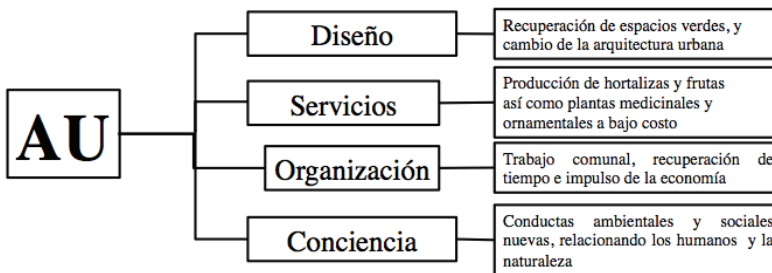 AU
Diseño
Recuperación de espacios verdes, y
cambio de la arquitectura urbana
Servicios
Producción de hortalizas y frutas
así como plantas medicinales y
ornamentales a bajo costo
Organización
Trabajo comunal, recuperación de
tiempo e impulso de la economía
Conciencia
Conductas ambientales y sociales
nuevas, relacionando los humanos y la
naturaleza